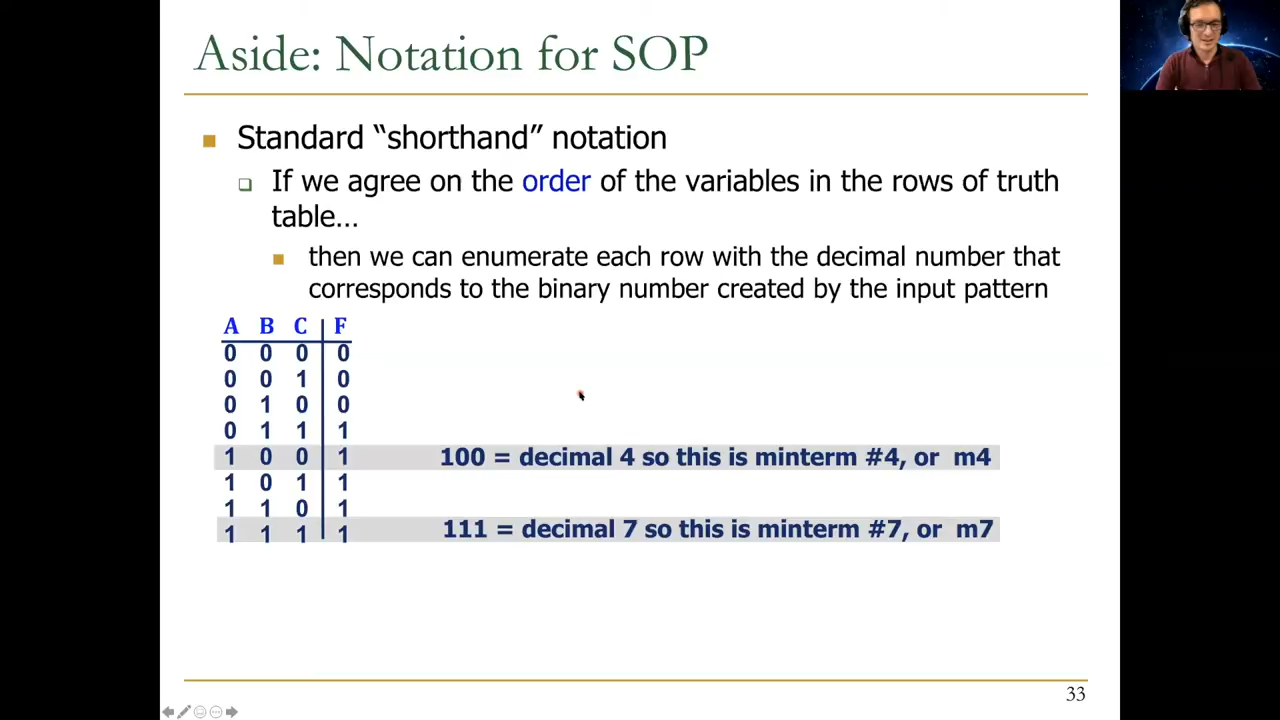 Aside: Notation for SOP
Standard “shorthand” notation
If we agree on the order of the variables in the rows of truth
table…
then we can enumerate each row with the decimal number that
corresponds to the binary number created by the input pattern
A B C F
0 0 0 0
0 0 1 0
0 1 0 0
0 1 1 1
1 0 0 1 100 = decimal 4 so this is minterm #4, or m4
1 0 1 1
1 1 0 1
1 1 1 1 111 = decimal 7 so this is minterm #7, or m7
33